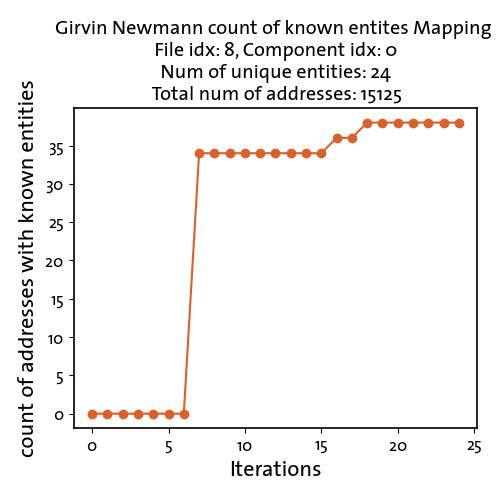 Girvin Newmann count of known entites Mapping
File idx: 8, Component idx: 0
Num of unique entities: 24
Total num of addresses: 15125
count of addresses with known entities
35
30
25
20
15
10
5
0
0 5 10 15 20 25
Iterations